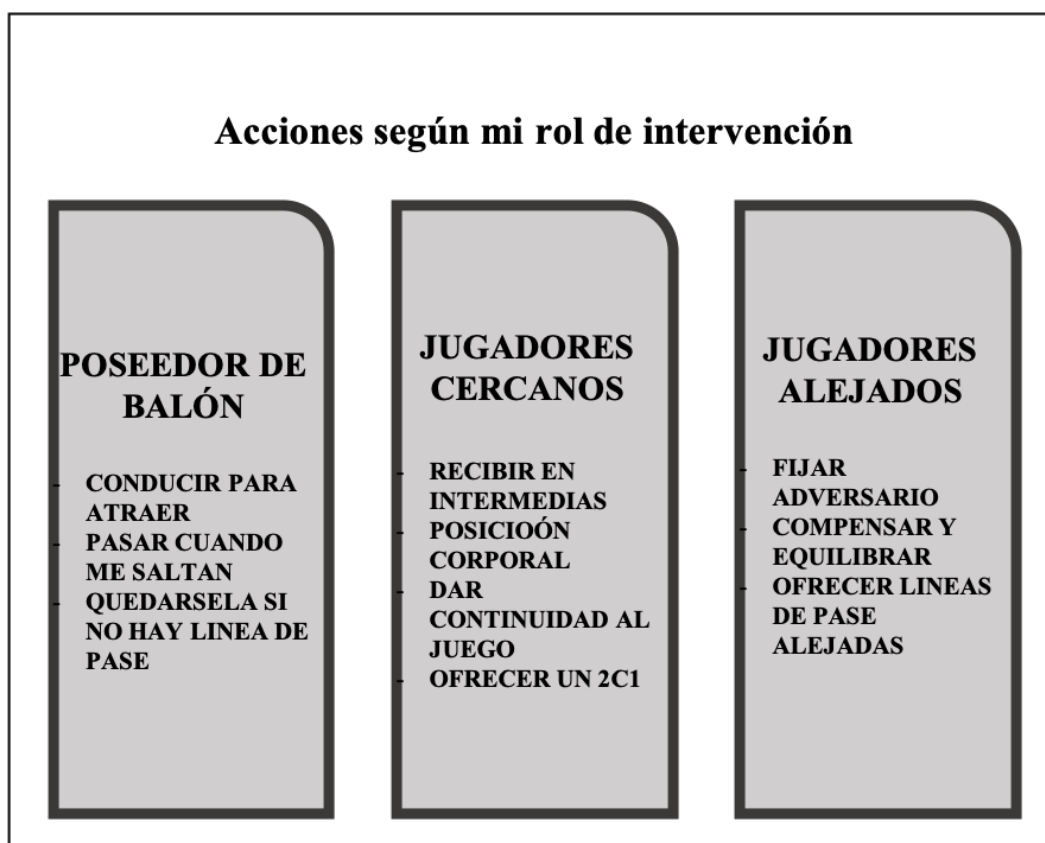 Acciones según mi rol de intervención
POSEEDOR DE
BALÓN
- CONDUCIR PARA
ATRAER
- PASAR CUANDO
ME SALTAN
- QUEDARSELA SI
NO HAY LINEA DE
PASE
JUGADORES
CERCANOS
- RECIBIR EN
INTERMEDIAS
- POSICIOÓN
CORPORAL
- DAR
CONTINUIDAD AL
JUEGO
- OFRECER UN 2C1
JUGADORES
ALEJADOS
- FIJAR
ADVERSARIO
- COMPENSAR Y
EQUILIBRAR
- OFRECER LINEAS
DE PASE
ALEJADAS